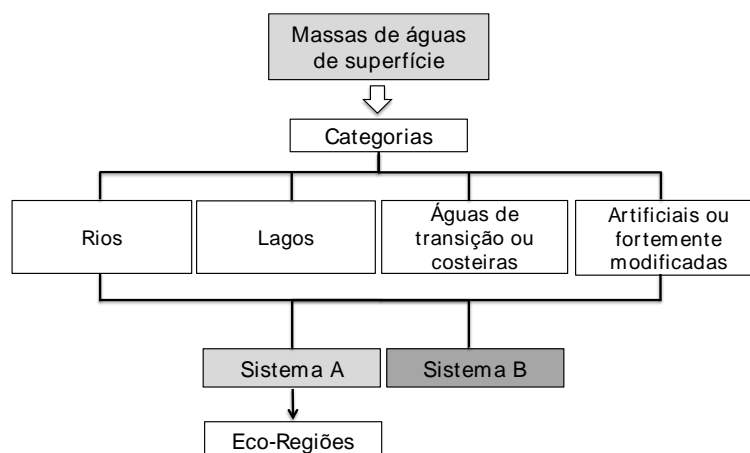 Massas de águas
de superfície
Categorias
Rios
Lagos
Águas de
transição ou
costeiras
Artificiais ou
fortemente
modificadas
Sistema A
Sistema B
Eco-Regiões